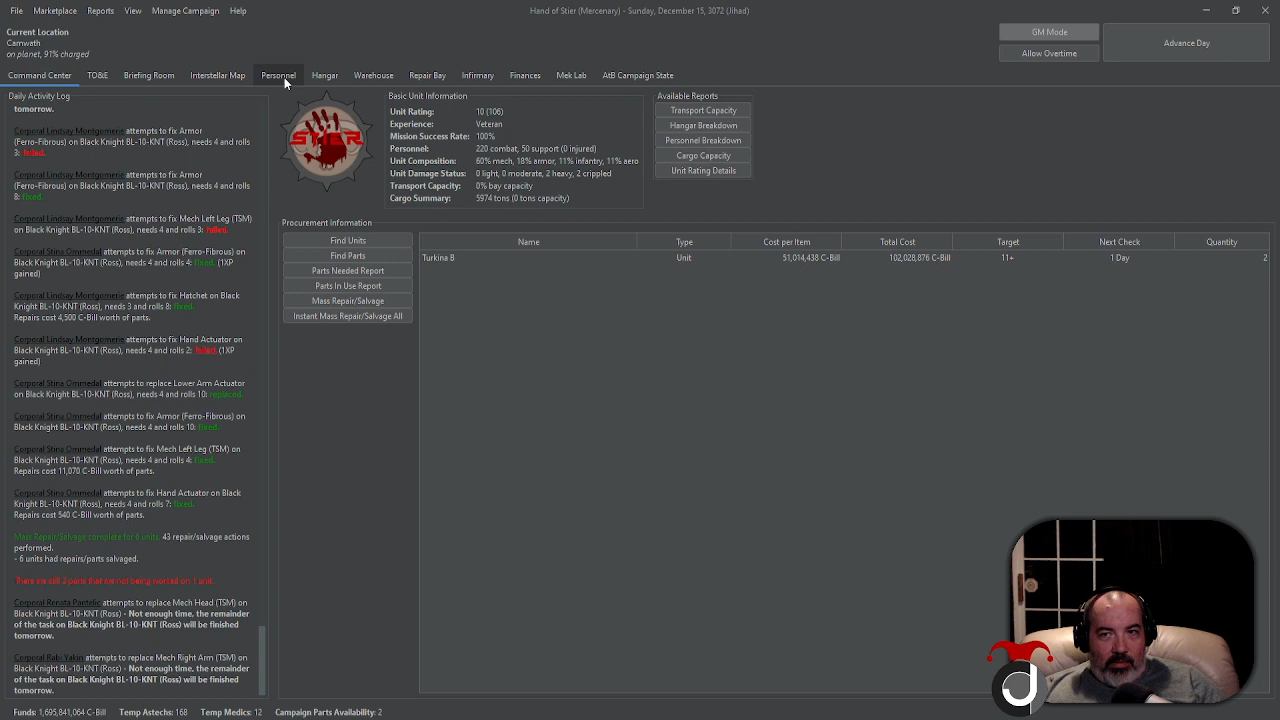 File Marketplace Reports View Manage Campaign Help
Hand of Stier (Mercenary) - Sunday, December 15, 3072 (Jihad)
Current Location
Carnwath
on planet, 91% charged
GM Mode
Allow Overtime
Advance Day
Command Center TO&E Briefing Room Interstellar Map Personnel Hangar Warehouse Repair Bay Infirmary Finances Mek Lab AtB Campaign State
Daily Activity Log
tomorrow.
Corporal Lindsay Montgomerie attempts to fix Armor
(Ferro-Fibrous) on Black Knight BL-10-KNT (Ross), needs 4 and rolls
3: failed.
Corporal Lindsay Montgomerie attempts to fix Armor
(Ferro-Fibrous) on Black Knight BL-10-KNT (Ross), needs 4 and rolls
8: fixed.
Corporal Lindsay Montgomerie attempts to fix Mech Left Leg (TSM)
on Black Knight BL-10-KNT (Ross), needs 4 and rolls 3: failed.
Corporal Stina Ommedal attempts to fix Armor (Ferro-Fibrous) on
Black Knight BL-10-KNT (Ross), needs 4 and rolls 4: fixed. (1XP
gained)
Corporal Lindsay Montgomerie attempts to fix Hatchet on Black
Knight BL-10-KNT (Ross), needs 3 and rolls 8: fixed.
Repairs cost 4,500 C-Bill worth of parts.
Corporal Lindsay Montgomerie attempts to fix Hand Actuator on
Black Knight BL-10-KNT (Ross), needs 4 and rolls 2: failed. (1XP
gained)
Corporal Stina Ommedal attempts to replace Lower Arm Actuator
on Black Knight BL-10-KNT (Ross), needs 4 and rolls 10: replaced.
Corporal Stina Ommedal attempts to fix Armor (Ferro-Fibrous) on
Black Knight BL-10-KNT (Ross), needs 4 and rolls 10: fixed.
Corporal Stina Ommedal attempts to fix Mech Left Leg (TSM) on
Black Knight BL-10-KNT (Ross), needs 4 and rolls 4: fixed.
Repairs cost 11,070 C-Bill worth of parts.
Corporal Stina Ommedal attempts to fix Hand Actuator on Black
Knight BL-10-KNT (Ross), needs 4 and rolls 7: fixed.
Repairs cost 540 C-Bill worth of parts.
Mass Repair/Salvage complete for 6 units. 43 repair/salvage actions
performed.
- 6 units had repairs/parts salvaged.
There are still 3 parts that are not being worked on 1 unit.
Corporal Renata Pantelic attempts to replace Mech Head (TSM) on
Black Knight BL-10-KNT (Ross) - Not enough time, the remainder
of the task on Black Knight BL-10-KNT (Ross) will be finished
tomorrow.
Corporal Rabi Yakin attempts to replace Mech Right Arm (TSM) on
Black Knight BL-10-KNT (Ross) - Not enough time, the remainder
of the task on Black Knight BL-10-KNT (Ross) will be finished
tomorrow.
STIER
Basic Unit Information
Unit Rating: 10 (106)
Experience: Veteran
Mission Success Rate: 100%
Personnel: 220 combat, 50 support (0 injured)
Unit Composition: 60% mech, 18% armor, 11% infantry, 11% aero
Unit Damage Status: 0 light, 0 moderate, 2 heavy, 2 crippled
Transport Capacity: 0% bay capacity
Cargo Summary: 5974 tons (0 tons capacity)
Available Reports
Transport Capacity
Hangar Breakdown
Personnel Breakdown
Cargo Capacity
Unit Rating Details
Procurement Information
Find Units
Find Parts
Parts Needed Report
Parts In Use Report
Mass Repair/Salvage
Instant Mass Repair/Salvage All
Name Type Cost per Item Total Cost Target Next Check Quantity
Turkina B Unit 51,014,438 C-Bill 102,028,876 C-Bill 11+ 1 Day 2
Funds: 1,695,841,064 C-Bill Temp Astechs: 168 Temp Medics: 12 Campaign Parts Availability: 2